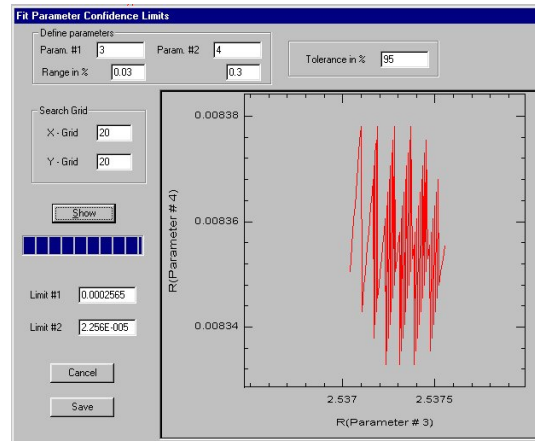 Fit Parameter Confidence Limits
Define parameters
Param. #1 3 Param. #2 4
Range in % 0.03 0.3
Tolerance in % 95
Search Grid
X - Grid 20
Y - Grid 20
Show
Limit #1 0.0002565
Limit #2 2.256E-005
Cancel
Save
0.00838
0.00836
0.00834
R(Parameter # 4)
2.537 2.5375
R(Parameter # 3)